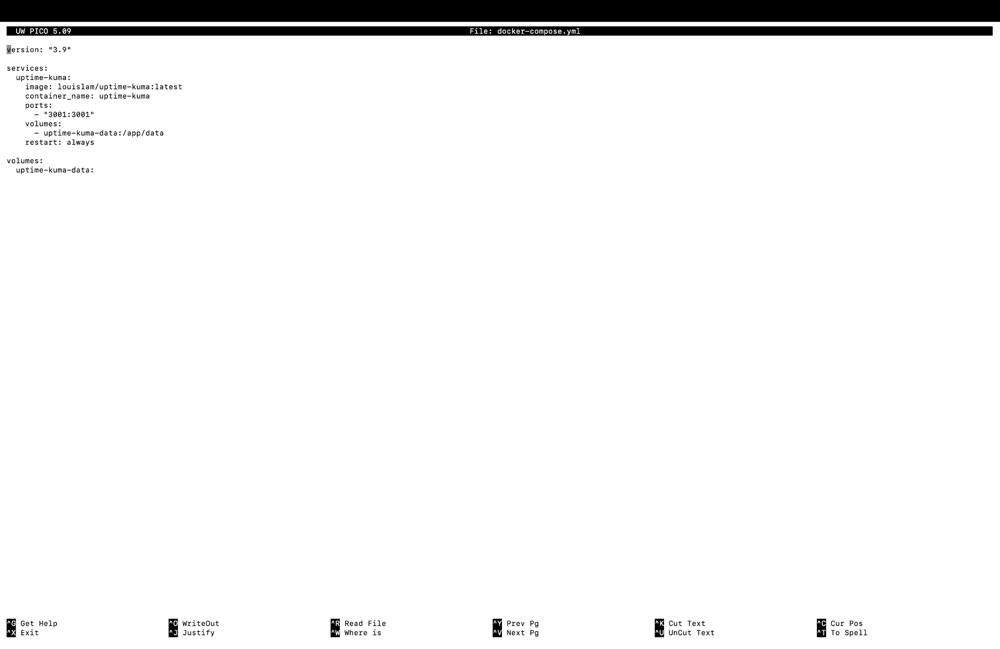 UW PICO 5.09 File: docker-compose.yml
version: "3.9"
services:
  uptime-kuma:
    image: louislam/uptime-kuma:latest
    container_name: uptime-kuma
    ports:
      - "3001:3001"
    volumes:
      - uptime-kuma-data:/app/data
    restart: always
volumes:
  uptime-kuma-data:
^G Get Help ^O WriteOut ^R Read File ^Y Prev Pg ^K Cut Text ^C Cur Pos
^X Exit ^J Justify ^W Where is ^V Next Pg ^U UnCut Text ^T To Spell